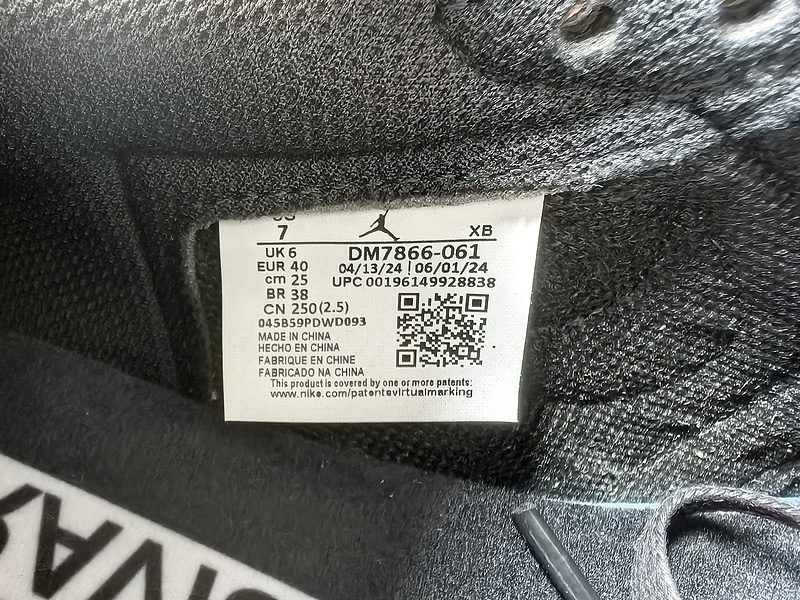 US
7 XB
UK 6 DM7866-061
EUR 40 04/13/24 | 06/01/24
cm 25 UPC 00196149928838
BR 38
CN 250(2.5)
045B59PDWD093
MADE IN CHINA
HECHO EN CHINA
FABRIQUE EN CHINE
FABRICADO NA CHINA
This product is covered by one or more patents:
www.nike.com/patentsvirtualmarking